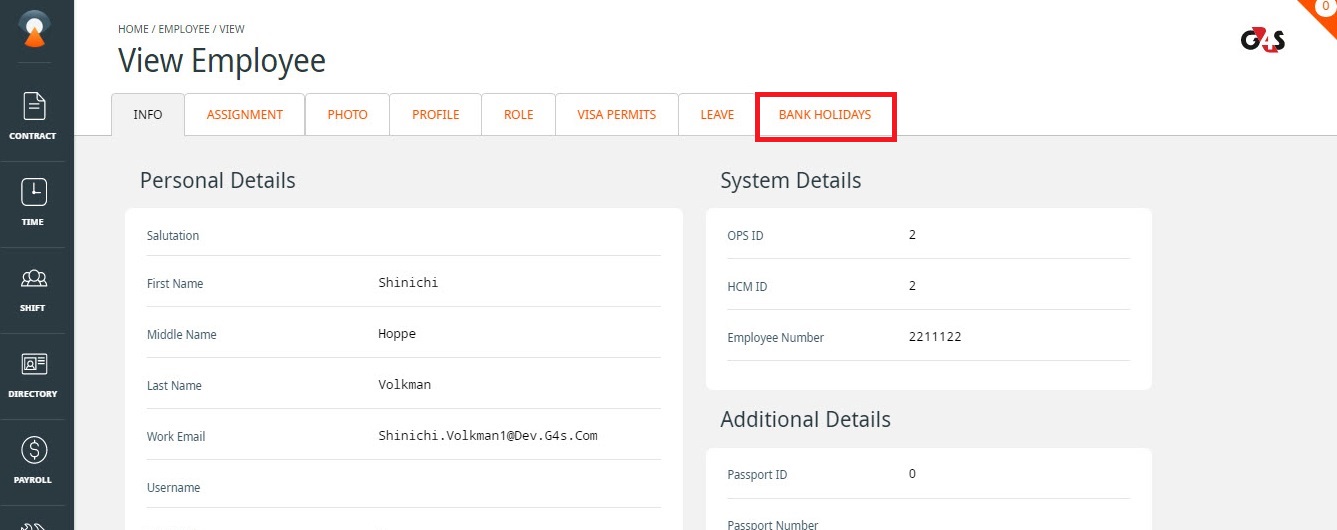 0
HOME / EMPLOYEE / VIEW
G4S
View Employee
INFO ASSIGNMENT PHOTO PROFILE ROLE VISA PERMITS LEAVE BANK HOLIDAYS
CONTRACT
TIME
SHIFT
DIRECTORY
PAYROLL
Personal Details
Salutation
First Name Shinichi
Middle Name Hoppe
Last Name Volkman
Work Email Shinichi.Volkman1@Dev.G4s.Com
Username
System Details
OPS ID 2
HCM ID 2
Employee Number 2211122
Additional Details
Passport ID 0
Passport Number